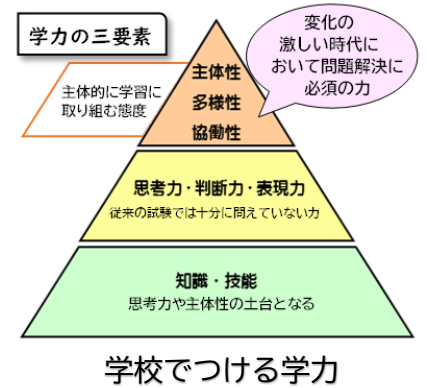 学力の三要素
変化の
激しい時代に
おいて問題解決に
必須の力
主体的に学習に
取り組む態度
主体性
多様性
協働性
思考力・判断力・表現力
従来の試験では十分に問えていない力
知識・技能
思考力や主体性の土台となる
学校でつける学力